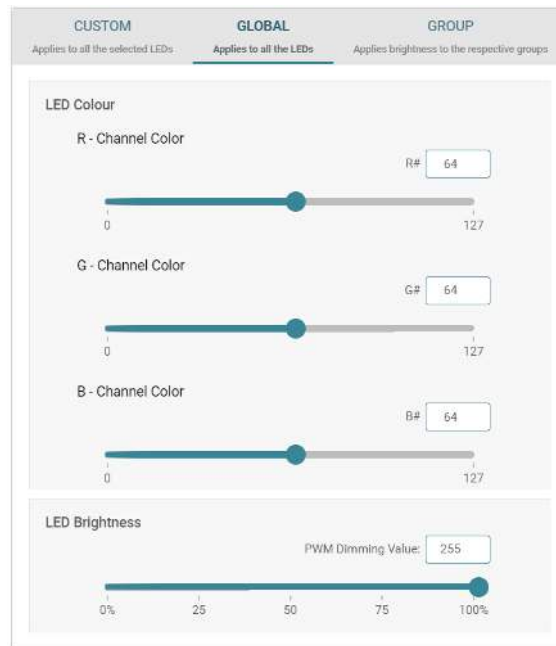 CUSTOM
Applies to all the selected LEDs
GLOBAL
Applies to all the LEDs
GROUP
Applies brightness to the respective groups
LED Colour
R - Channel Color
R# 64
0 127
G - Channel Color
G# 64
0 127
B - Channel Color
B# 64
0 127
LED Brightness
PWM Dimming Value: 255
0% 25 50 75 100%